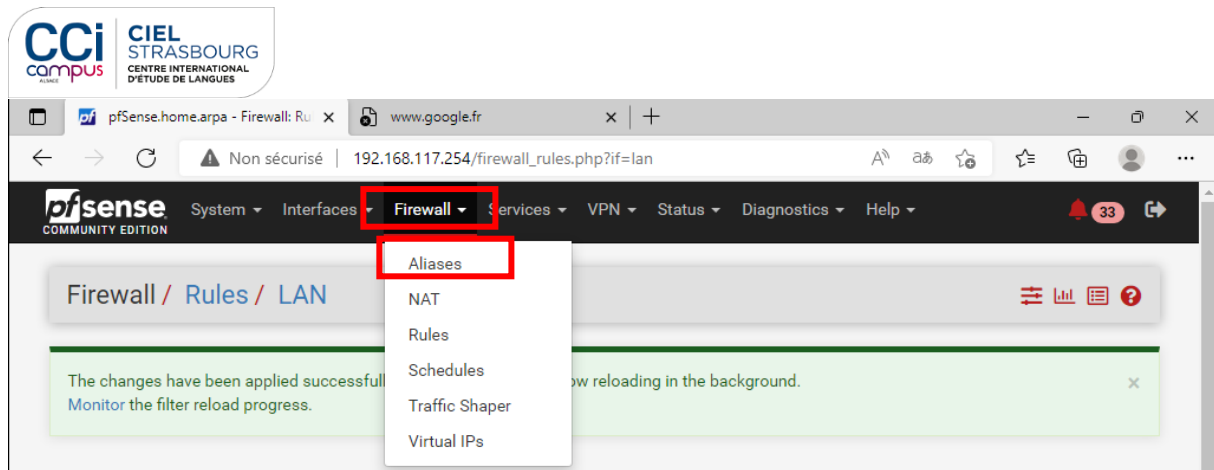 CCI campus
ALSACE
CIEL
STRASBOURG
CENTRE INTERNATIONAL
D'ÉTUDE DE LANGUES
pfSense.home.arpa - Firewall: Ru
www.google.fr
Non sécurisé | 192.168.117.254/firewall_rules.php?if=lan
pfsense System Interfaces Firewall Services VPN Status Diagnostics Help 33
COMMUNITY EDITION
Aliases
Firewall / Rules / LAN
NAT
Rules
Schedules
The changes have been applied successful ow reloading in the background.
Monitor the filter reload progress.
Traffic Shaper
Virtual IPs